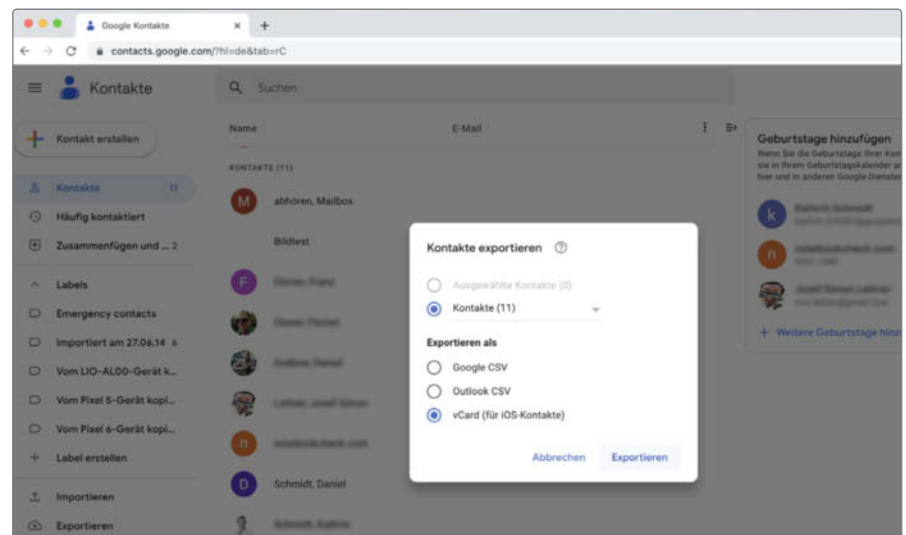 Google Kontakte
contacts.google.com/?hl=de&tab=rC
Kontakte
Suchen
Kontakt erstellen
Kontakte 11
Häufig kontaktiert
Zusammenfügen und ... 2
Labels
Emergency contacts
Importiert am 27.06.14 6
Vom LIO-AL00-Gerät k...
Vom Pixel 5-Gerät kopi...
Vom Pixel 6-Gerät kopi...
Label erstellen
Importieren
Exportieren
Name E-Mail
KONTAKTE (11)
M abhören, Mailbox
Bildtest
F
n
D Schmidt, Daniel
Kontakte exportieren
Ausgewählte Kontakte (0)
Kontakte (11)
Exportieren als
Google CSV
Outlook CSV
vCard (für iOS-Kontakte)
Abbrechen Exportieren
Geburtstage hinzufügen
Wenn Sie die Geburtstage Ihrer Kon
sie in Ihrem Geburtstagskalender an
hier und in anderen Google-Dienster
k
n
+ Weitere Geburtstage hinz